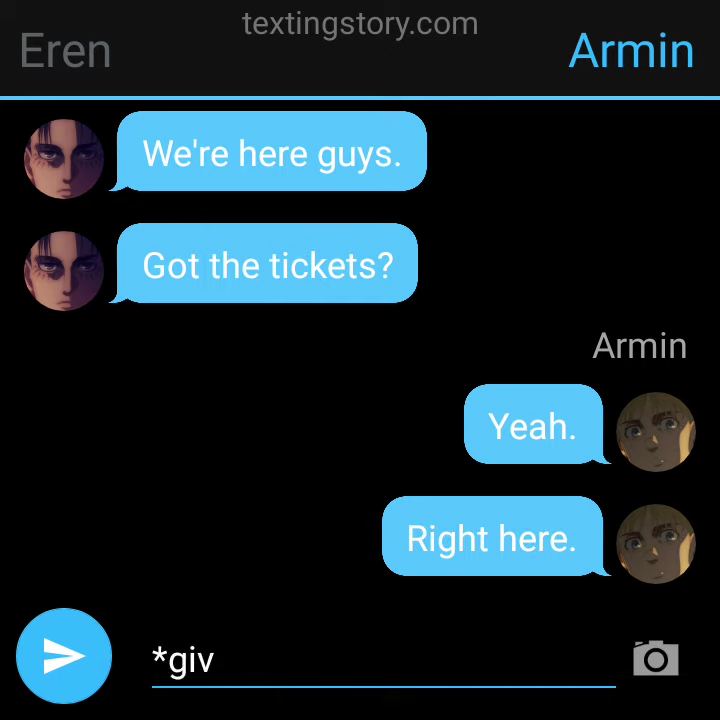 textingstory.com
Eren Armin
We're here guys.
Got the tickets?
Armin
Yeah.
Right here.
*giv